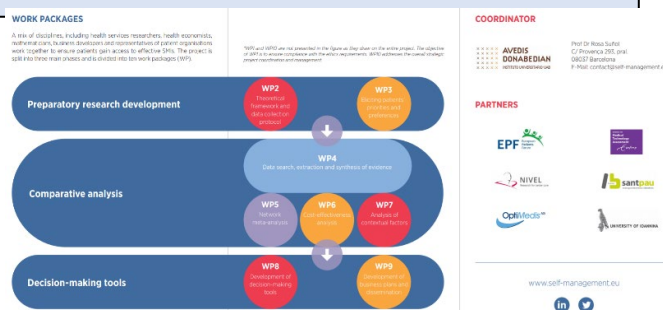 WORK PACKAGES
A mix of disciplines, including health services researchers, health economists,
mathematicians, business developers and representatives of patient organisations
work together to ensure patients gain access to effective SMIs. The project is
split into three main phases and is divided into ten work packages (WP).
*WP1 and WP10 are not presented in the figure as they run on the entire project. The objective
of WP1 is to ensure compliance with the ethics requirements. WP10 addresses the overall strategic
project coordination and management.
Preparatory research development
WP2
Theoretical
framework and
data collection
protocol
WP3
patients'
priorities and
preferences
Comparative analysis
WP4
Data search, extraction and synthesis of evidence
WP5
Network
meta-analysis
WP6
Cost-effectiveness
analysis
WP7
Analysis of
contextual factors
Decision-making tools
WP8
Development of
decision-making
tools
WP9
Development of
business plans and
dissemination
COORDINATOR
AVEDIS
DONABEDIAN
Prof Dr Rosa Suñol
C/ Provença 293, pral.
08037 Barcelona
E-Mail: contact@self-management.e
PARTNERS
EPF
NIVEL
santpau
OptiMedis
UNIVERSITY OF IOANNINA
www.self-management.eu
in